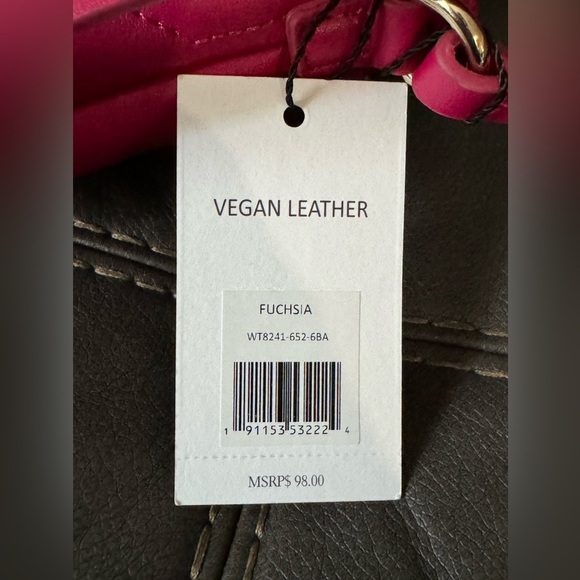 VEGAN LEATHER
FUCHSIA
WT8241-652-6BA
1 91153 53222 4
MSRP$ 98.00